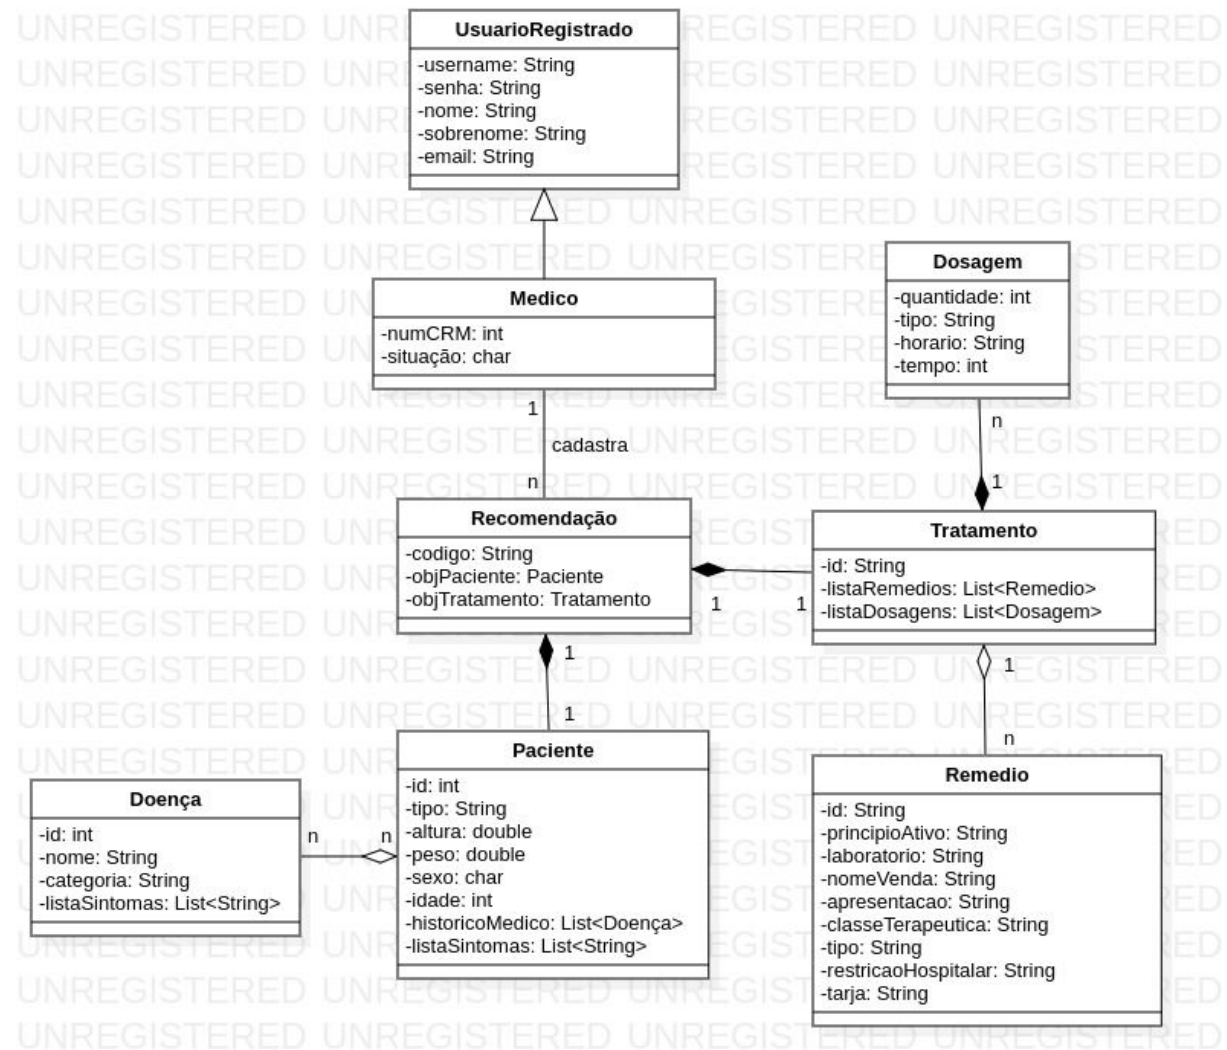 UsuarioRegistrado
-username: String
-senha: String
-nome: String
-sobrenome: String
-email: String
Medico
-numCRM: int
-situação: char
Dosagem
-quantidade: int
-tipo: String
-horario: String
-tempo: int
1
cadastra
n
n
1
Recomendação
-codigo: String
-objPaciente: Paciente
-objTratamento: Tratamento
1
1
Tratamento
-id: String
-listaRemedios: List<Remedio>
-listaDosagens: List<Dosagem>
1
1
1
n
Doença
-id: int
-nome: String
-categoria: String
-listaSintomas: List<String>
n
n
Paciente
-id: int
-tipo: String
-altura: double
-peso: double
-sexo: char
-idade: int
-historicoMedico: List<Doença>
-listaSintomas: List<String>
Remedio
-id: String
-principioAtivo: String
-laboratorio: String
-nomeVenda: String
-apresentacao: String
-classeTerapeutica: String
-tipo: String
-restricaoHospitalar: String
-tarja: String
UNREGISTERED